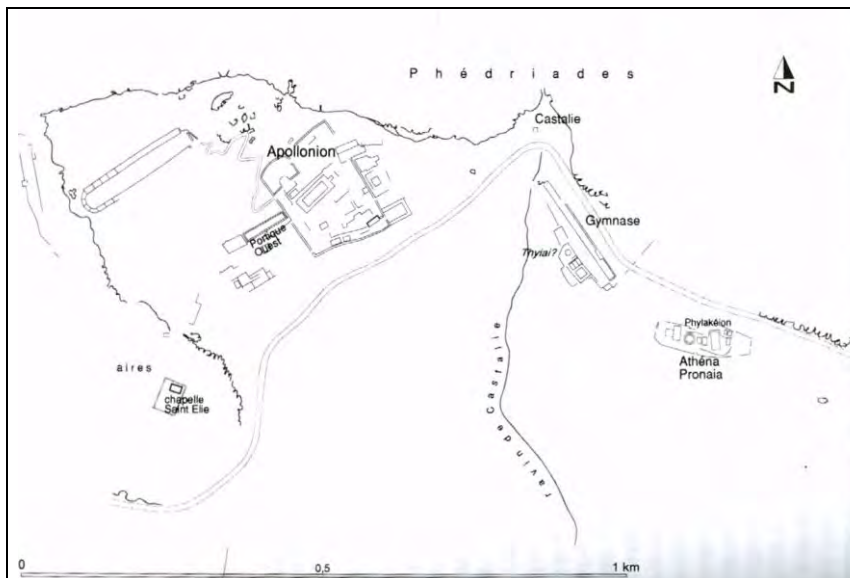 Phédriades
N
Castalie
Apollonion
Gymnase
Portique
Ouest
Thyiai?
Phylakéion
Athéna
Pronaia
aires
chapelle
Saint Elie
ravin de Castalie
0
0,5
1 km